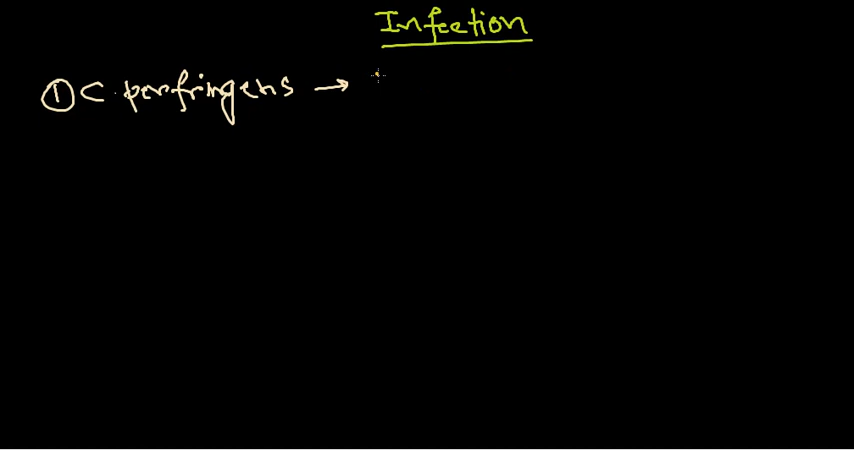 Infection
① C. perfringens →